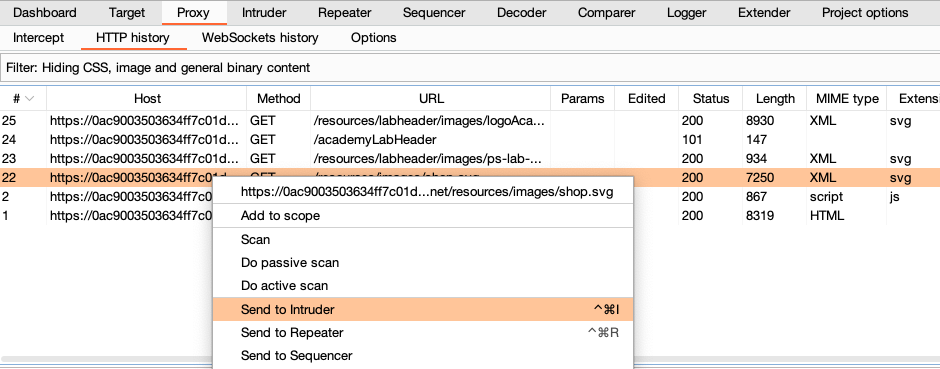 Dashboard Target Proxy Intruder Repeater Sequencer Decoder Comparer Logger Extender Project options
Intercept HTTP history WebSockets history Options
Filter: Hiding CSS, image and general binary content
# Host Method URL Params Edited Status Length MIME type Extensi
25 https://0ac9003503634ff7c01d... GET /resources/labheader/images/logoAca... 200 8930 XML svg
24 https://0ac9003503634ff7c01d... GET /academyLabHeader 101 147
23 https://0ac9003503634ff7c01d... GET /resources/labheader/images/ps-lab-... 200 934 XML svg
22 https://0ac9003503634ff7c01d... GET /resources/images/shop.svg 200 7250 XML svg
2 https://0ac9003503634ff7c0 200 867 script js
1 https://0ac9003503634ff7c0 200 8319 HTML
https://0ac9003503634ff7c01d...net/resources/images/shop.svg
Add to scope
Scan
Do passive scan
Do active scan
Send to Intruder ^⌘I
Send to Repeater ^⌘R
Send to Sequencer